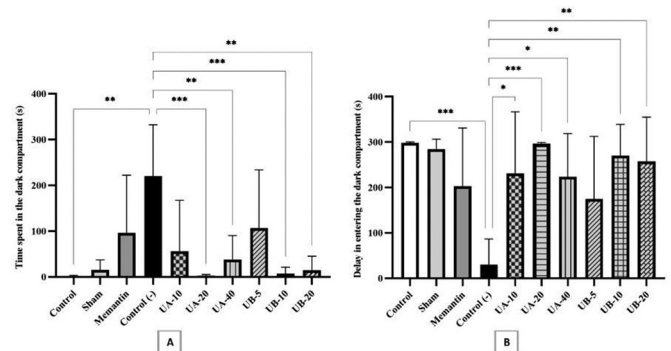 **
***
**
**
***
400
300
200
100
0
Time spent in the dark compartment (s)
Control
Sham
Memantin
Control (-)
UA-10
UA-20
UA-40
UB-5
UB-10
UB-20
A
**
**
*
***
***
*
400
300
200
100
0
Delay in entering the dark compartment (s)
Control
Sham
Memantin
Control (-)
UA-10
UA-20
UA-40
UB-5
UB-10
UB-20
B